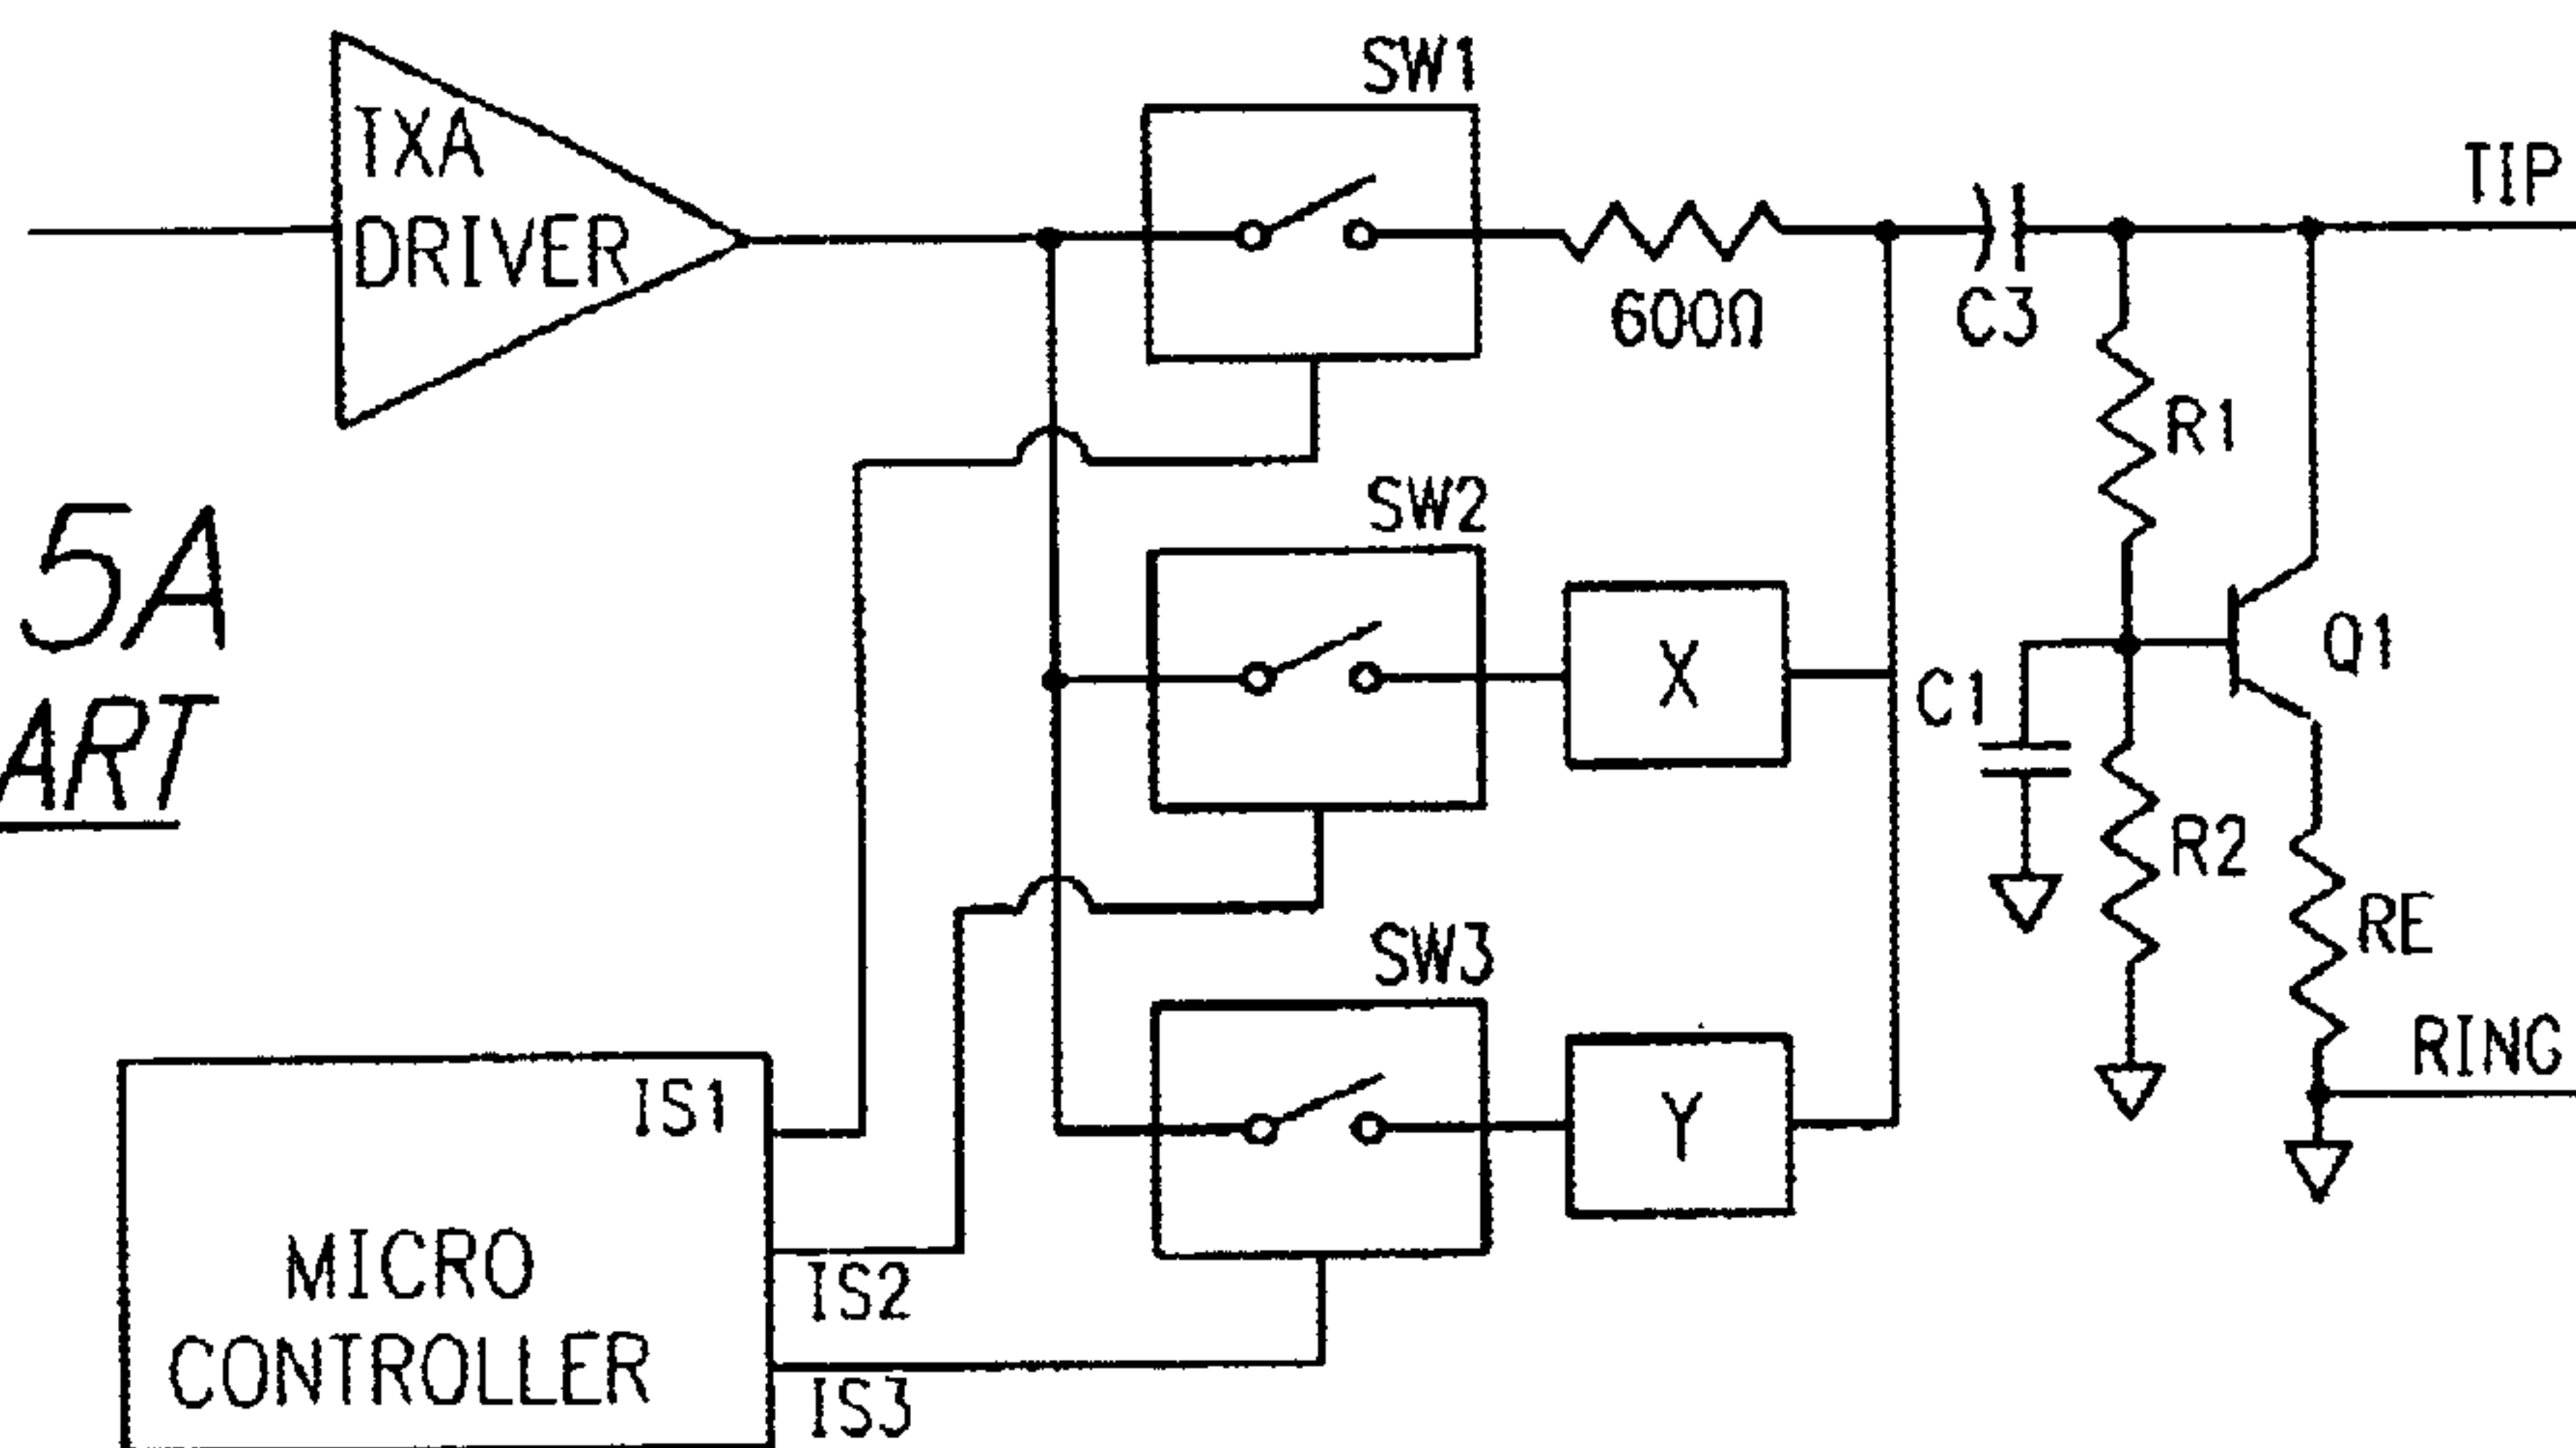 SW1
TXA
DRIVER
TIP
600Ω
C3
R1
5A
SW2
X
Q1
C1
ART
R2
SW3
RE
Y
RING
IS1
MICRO
CONTROLLER
IS2
IS3